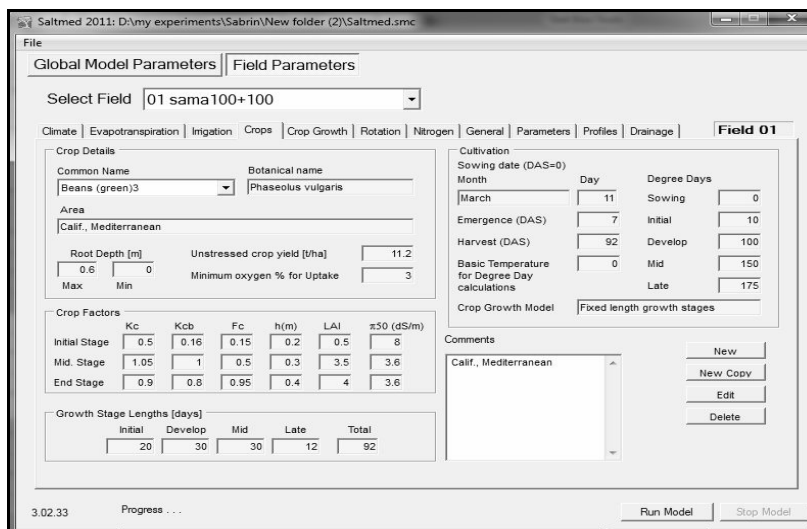 Saltmed 2011: D:\my experiments\Sabrin\New folder (2)\Saltmed.smc
File
Global Model Parameters Field Parameters
Select Field 01 sama100+100
Climate Evapotranspiration Irrigation Crops Crop Growth Rotation Nitrogen General Parameters Profiles Drainage Field 01
Crop Details
Common Name Botanical name
Beans (green)3 Phaseolus vulgaris
Area
Calif., Mediterranean
Root Depth [m] Unstressed crop yield [t/ha] 11.2
0.6 0 Minimum oxygen % for Uptake 3
Max Min
Cultivation
Sowing date (DAS=0)
Month Day Degree Days
March 11 Sowing 0
Emergence (DAS) 7 Initial 10
Harvest (DAS) 92 Develop 100
Basic Temperature 0 Mid 150
for Degree Day
calculations Late 175
Crop Growth Model Fixed length growth stages
Crop Factors
Kc Kcb Fc h(m) LAI π50 (dS/m)
Initial Stage 0.5 0.16 0.15 0.2 0.5 8
Mid. Stage 1.05 1 0.5 0.3 3.5 3.6
End Stage 0.9 0.8 0.95 0.4 4 3.6
Growth Stage Lengths [days]
Initial Develop Mid Late Total
20 30 30 12 92
Comments
Calif., Mediterranean
New
New Copy
Edit
Delete
3.02.33 Progress . . . Run Model Stop Model